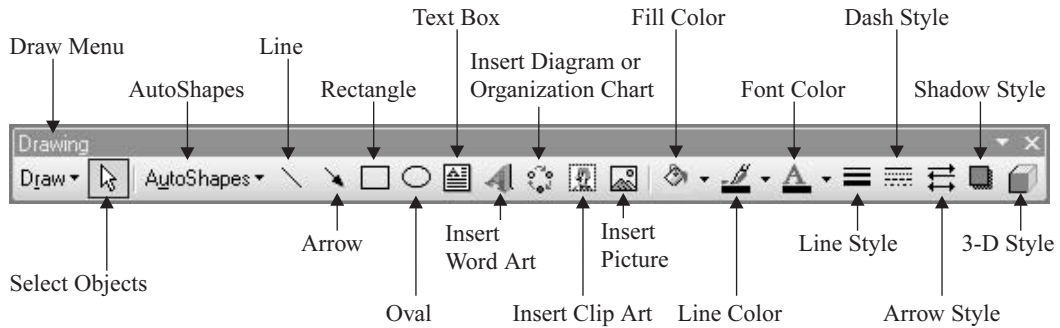 Text Box
Fill Color
Dash Style
Draw Menu
Line
Insert Diagram or
Organization Chart
AutoShapes
Rectangle
Font Color
Shadow Style
Drawing
Draw
AutoShapes
A
A
Arrow
Insert
Word Art
Insert
Picture
Line Style
3-D Style
Select Objects
Oval
Insert Clip Art
Line Color
Arrow Style